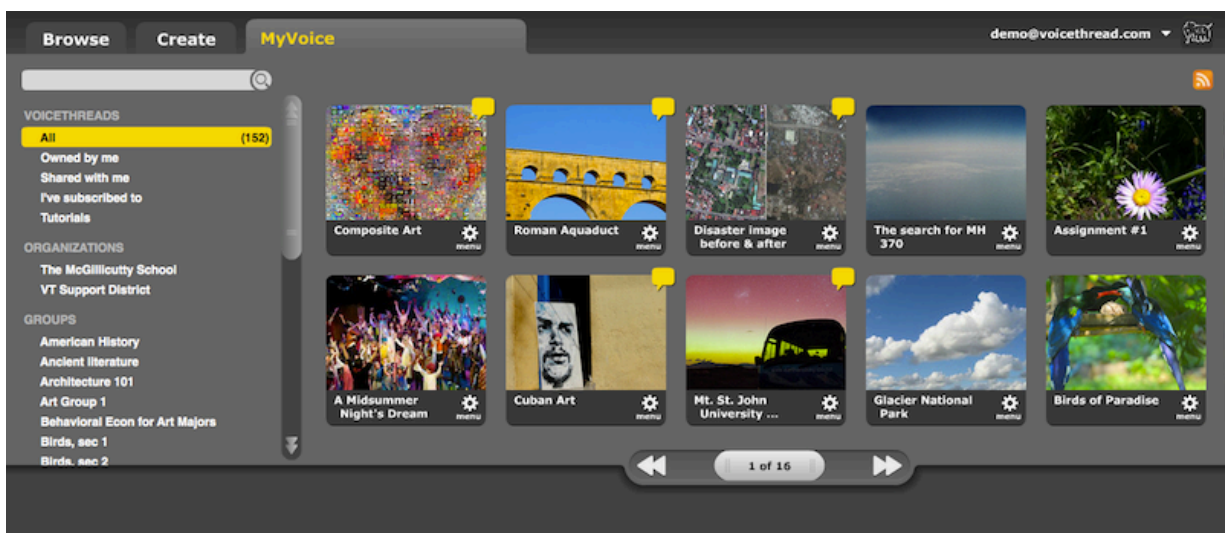 Browse
Create
MyVoice
demo@voicethread.com
VOICETHREADS
All (152)
Owned by me
Shared with me
I've subscribed to
Tutorials
ORGANIZATIONS
The McGillicutty School
VT Support District
GROUPS
American History
Ancient literature
Architecture 101
Art Group 1
Behavioral Econ for Art Majors
Birds, sec 1
Birds, sec 2
Composite Art
menu
Roman Aquaduct
menu
Disaster image
before & after
menu
The search for MH
370
menu
Assignment #1
menu
A Midsummer
Night's Dream
menu
Cuban Art
menu
Mt. St. John
University ...
menu
Glacier National
Park
menu
Birds of Paradise
menu
1 of 16